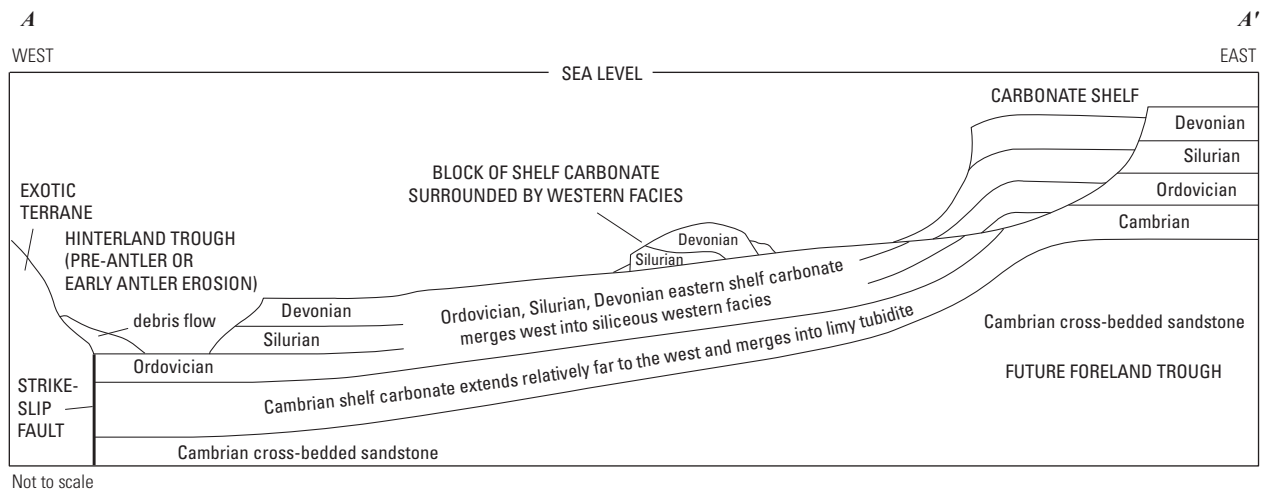 A
A'
WEST
EAST
SEA LEVEL
CARBONATE SHELF
Devonian
Silurian
Ordovician
Cambrian
BLOCK OF SHELF CARBONATE
SURROUNDED BY WESTERN FACIES
Devonian
Silurian
EXOTIC
TERRANE
HINTERLAND TROUGH
(PRE-ANTLER OR
EARLY ANTLER EROSION)
debris flow
Devonian
Silurian
Ordovician
Ordovician, Silurian, Devonian eastern shelf carbonate
merges west into siliceous western facies
Cambrian shelf carbonate extends relatively far to the west and merges into limy tubidite
Cambrian cross-bedded sandstone
FUTURE FORELAND TROUGH
STRIKE-
SLIP
FAULT
Cambrian cross-bedded sandstone
Not to scale